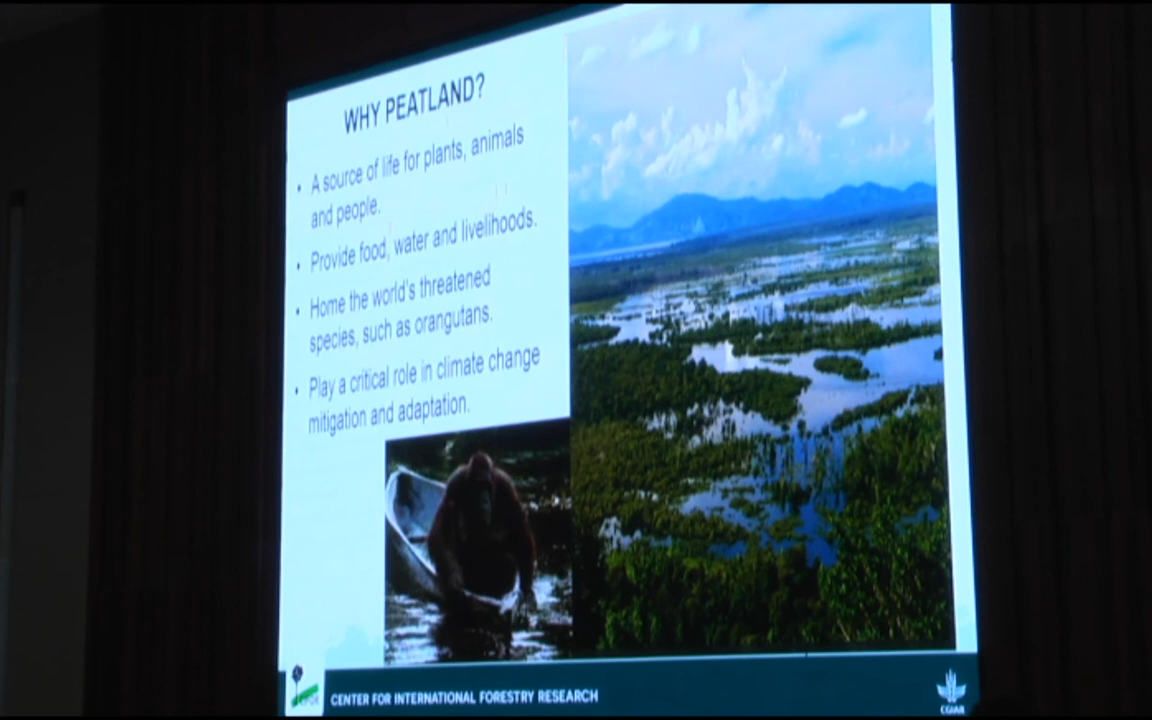 WHY PEATLAND?
• A source of life for plants, animals
and people.
• Provide food, water and livelihoods.
• Home the world's threatened
species, such as orangutans.
• Play a critical role in climate change
mitigation and adaptation.
CIFOR
CENTER FOR INTERNATIONAL FORESTRY RESEARCH
CGIAR